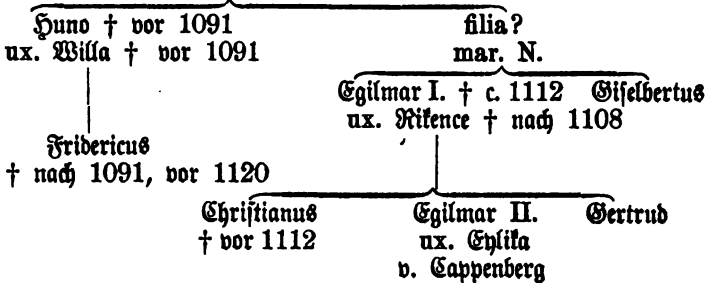 Huno † vor 1091 filia?
ux. Willa † vor 1091 mar. N.
Egilmar I. † c. 1112 Giselbertus
ux. Rikence † nach 1108
Fridericus
† nach 1091, vor 1120
Christianus Egilmar II. Gertrud
† vor 1112 ux. Eylika
v. Cappenberg